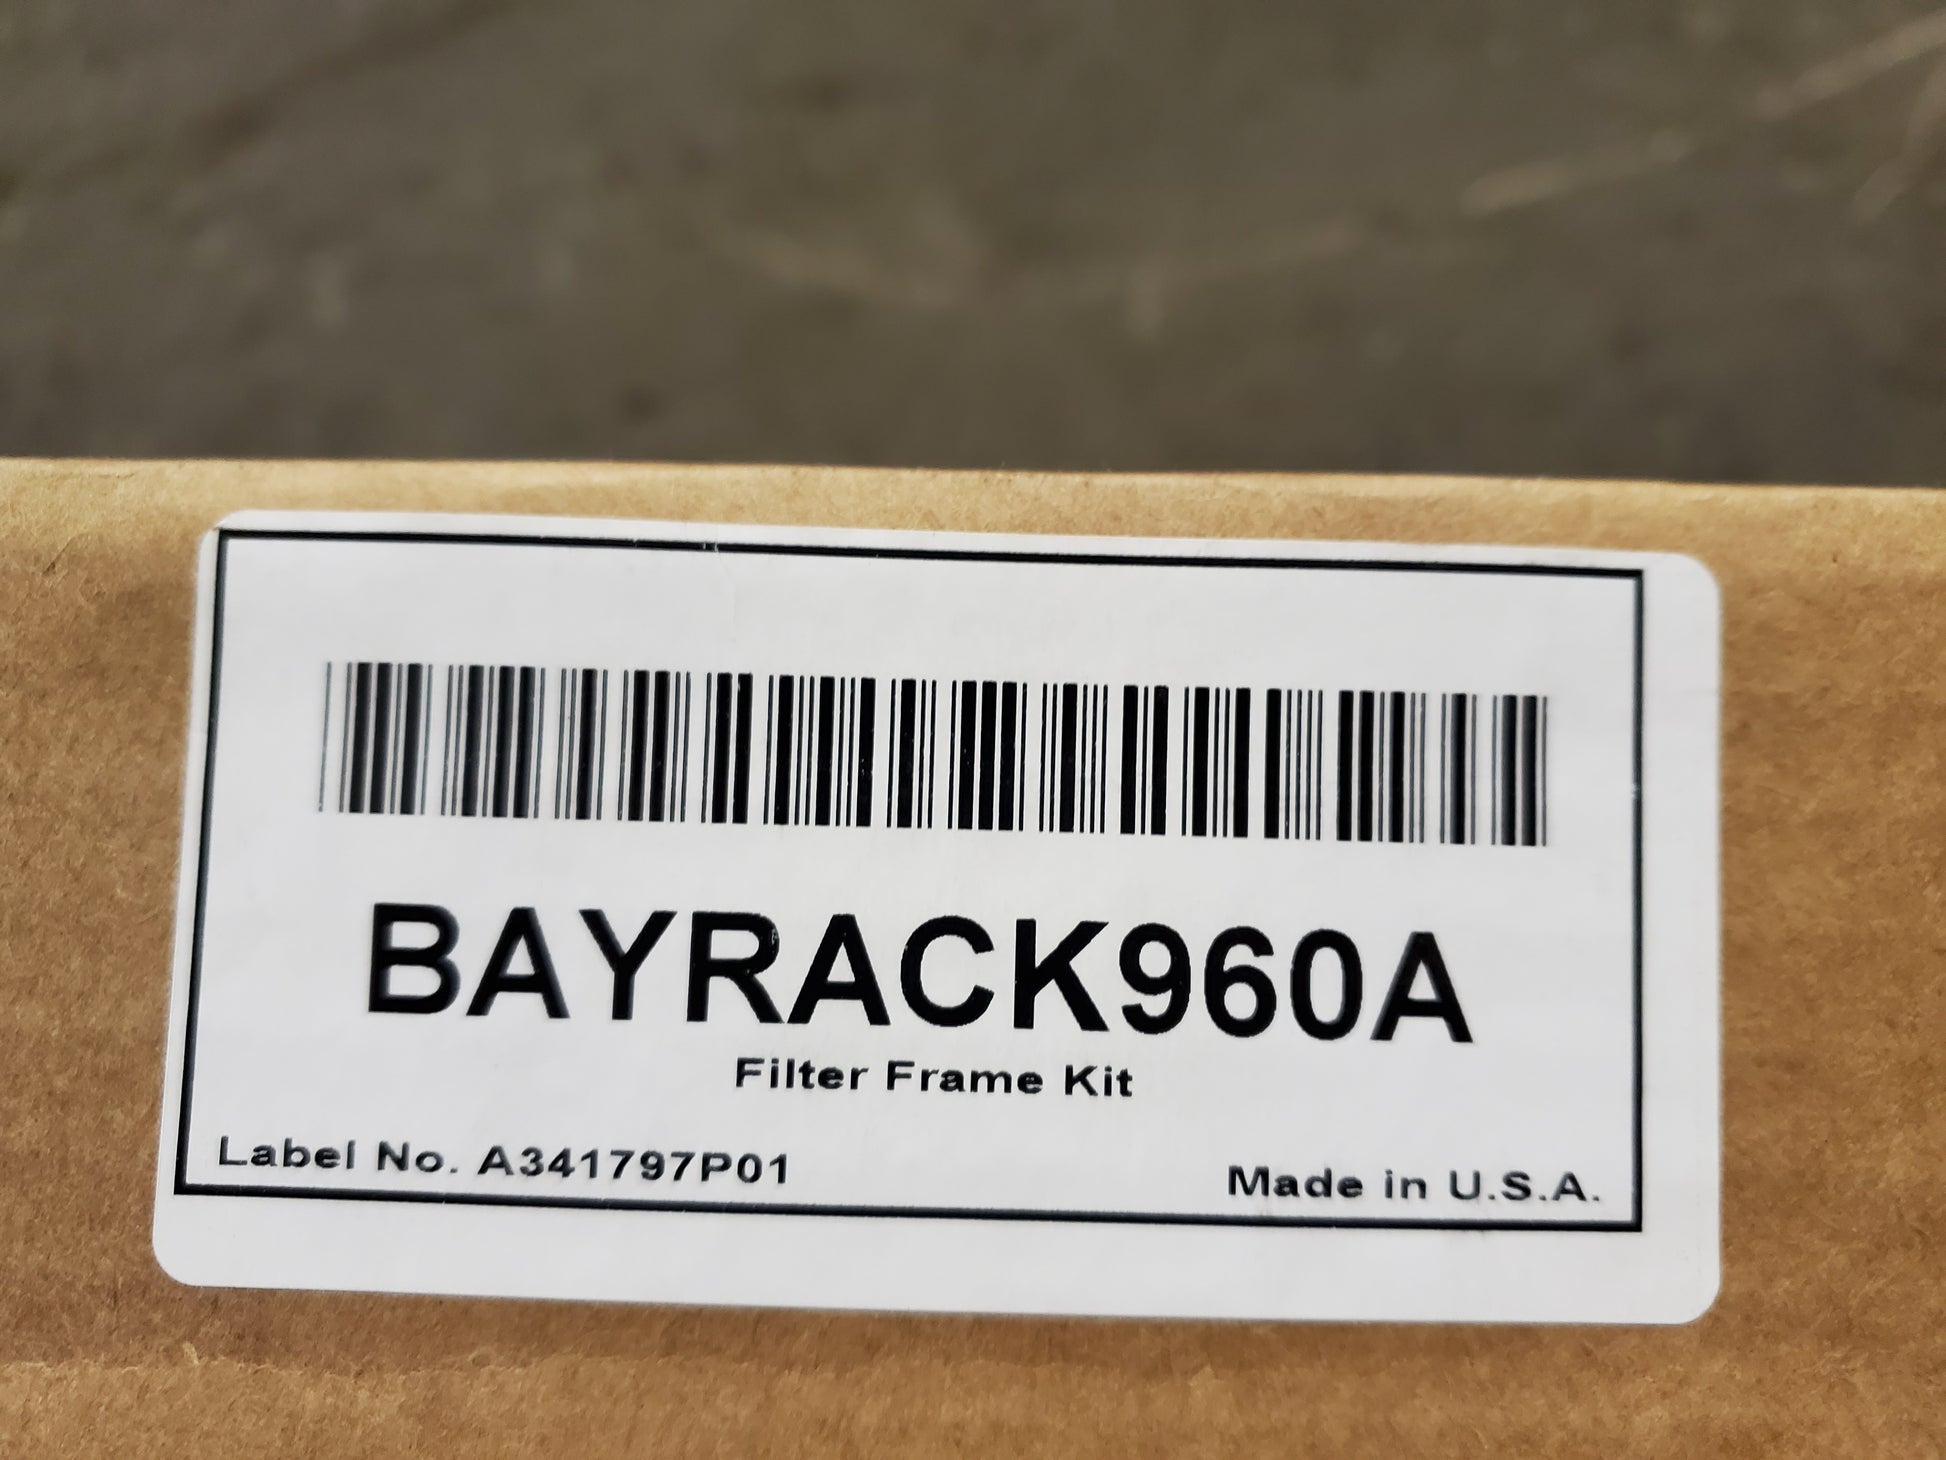 BAYRACK960A
Filter Frame Kit
Label No. A341797P01
Made in U.S.A.